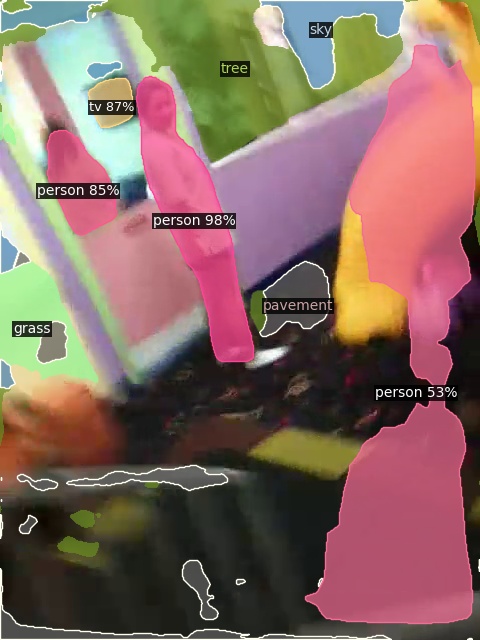 sky
tree
tv 87%
person 85%
person 98%
pavement
grass
person 53%